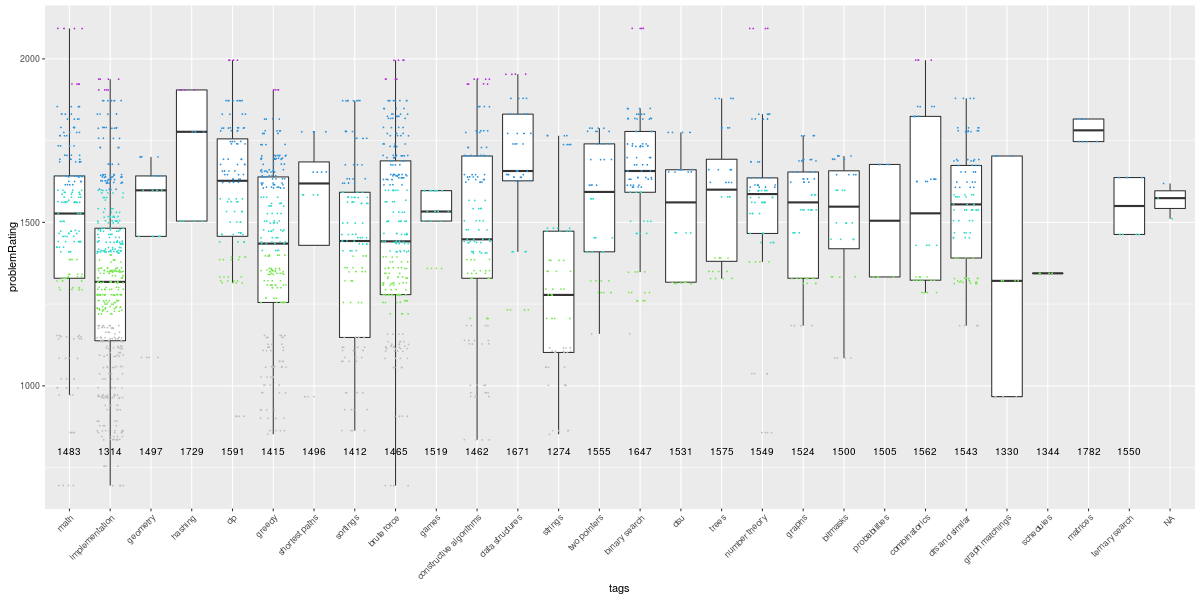 problemRating
2000
1500
1000
1483 1314 1497 1729 1591 1415 1496 1412 1465 1519 1462 1671 1274 1555 1647 1531 1575 1549 1524 1500 1505 1562 1543 1330 1344 1782 1550
math implementation geometry hashing dp greedy shortest paths sortings brute force games constructive algorithms data structures strings two pointers binary search dsu trees number theory graphs bitmasks probabilities combinatorics dfs and similar graph matchings schedules matrices ternary search NA
tags